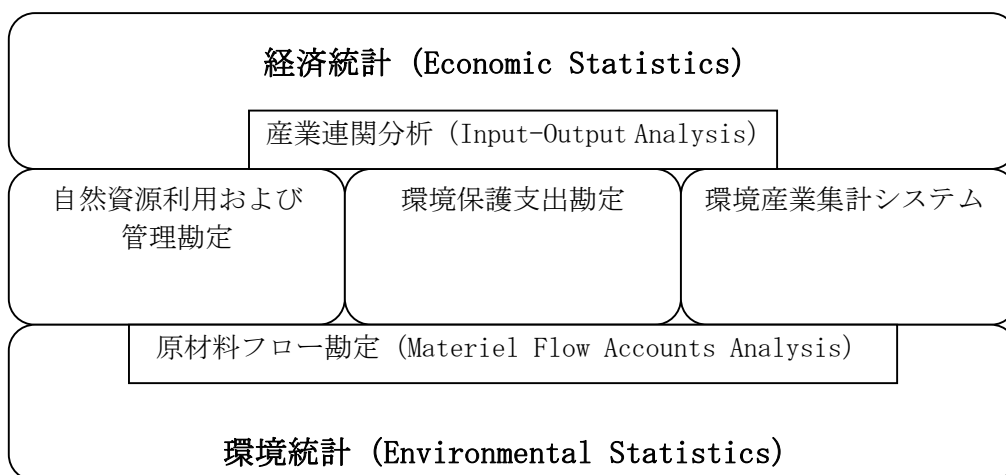 経済統計 (Economic Statistics)
産業連関分析 (Input-Output Analysis)
自然資源利用および
管理勘定
環境保護支出勘定
環境産業集計システム
原材料フロー勘定 (Materiel Flow Accounts Analysis)
環境統計 (Environmental Statistics)